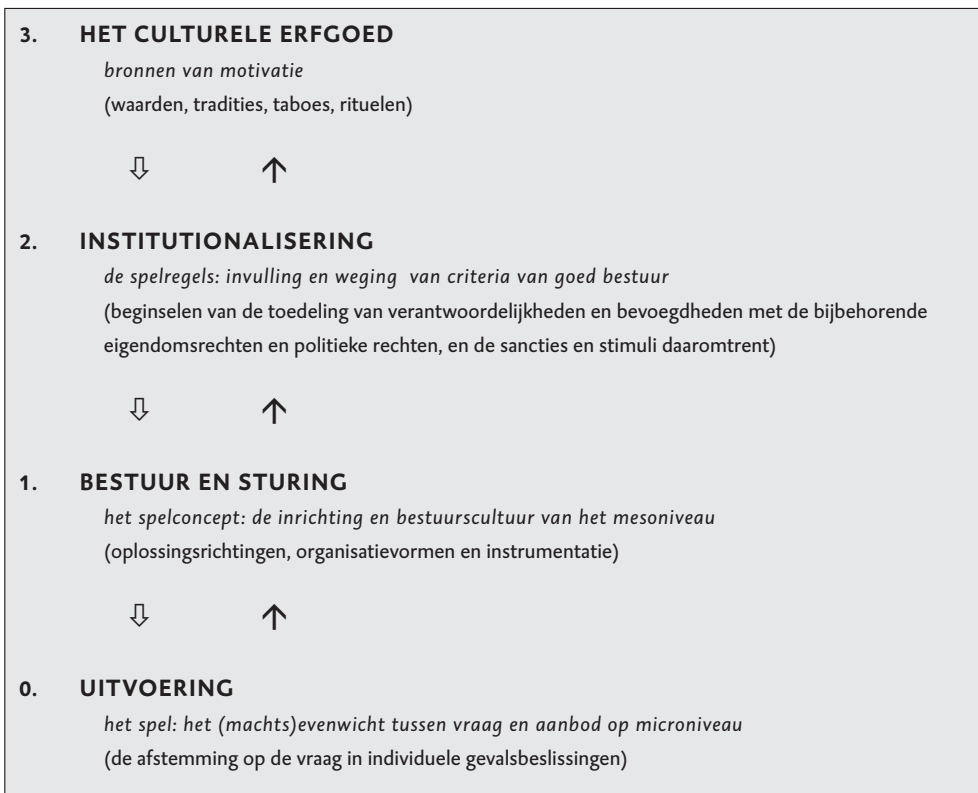 3. HET CULTURELE ERFGOED
bronnen van motivatie
(waarden, tradities, taboes, rituelen)
⇩ ↑
2. INSTITUTIONALISERING
de spelregels: invulling en weging van criteria van goed bestuur
(beginselen van de toedeling van verantwoordelijkheden en bevoegdheden met de bijbehorende
eigendomsrechten en politieke rechten, en de sancties en stimuli daaromtrent)
⇩ ↑
1. BESTUUR EN STURING
het spelconcept: de inrichting en bestuurscultuur van het mesoniveau
(oplossingsrichtingen, organisatievormen en instrumentatie)
⇩ ↑
0. UITVOERING
het spel: het (machts)evenwicht tussen vraag en aanbod op microniveau
(de afstemming op de vraag in individuele gevalsbeslissingen)